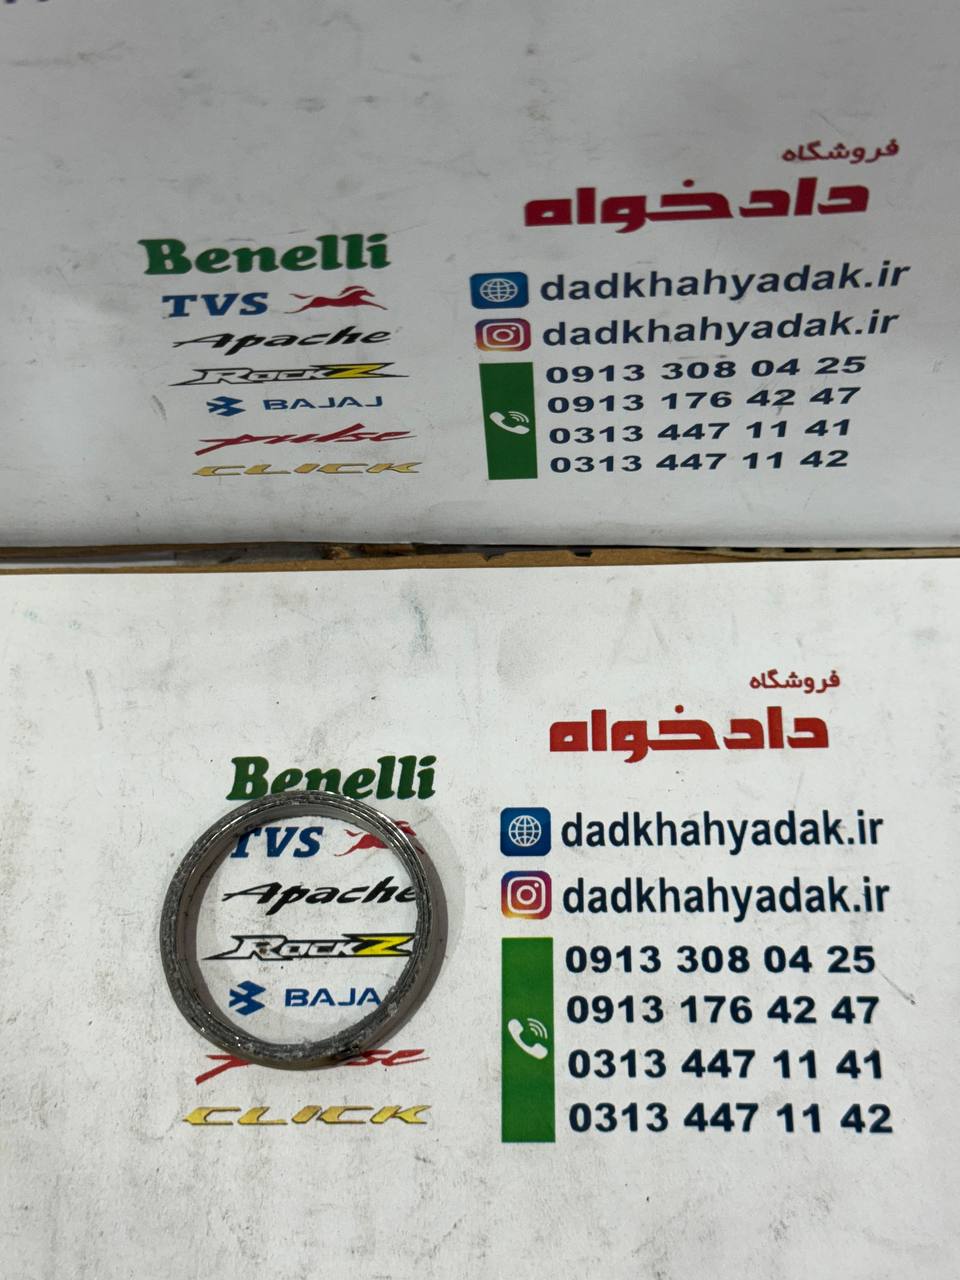 فروشگاه
دادخواه
Benelli
TVS
Apache
RockZ
BAJAJ
pulse
CLICK
dadkhahyadak.ir
dadkhahyadak.ir
0913 308 04 25
0913 176 42 47
0313 447 11 41
0313 447 11 42
فروشگاه
دادخواه
Benelli
TVS
Apache
RockZ
BAJA
pulse
CLICK
dadkhahyadak.ir
dadkhahyadak.ir
0913 308 04 25
0913 176 42 47
0313 447 11 41
0313 447 11 42